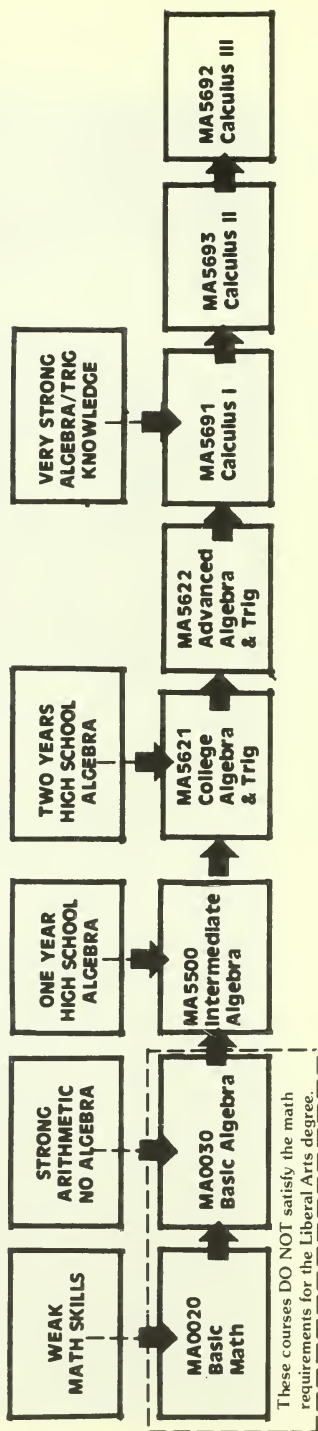 WEAK
MATH SKILLS
STRONG
ARITHMETIC
NO ALGEBRA
ONE YEAR
HIGH SCHOOL
ALGEBRA
TWO YEARS
HIGH SCHOOL
ALGEBRA
VERY STRONG
ALGEBRA/TRIG
KNOWLEDGE
MA0020
Basic
Math
MA0030
Basic Algebra
MA5500
Intermediate
Algebra
MA5621
College
Algebra
& Trig
MA5622
Advanced
Algebra
& Trig
MA5691
Calculus I
MA5693
Calculus II
MA5692
Calculus III
These courses DO NOT satisfy the math
requirements for the Liberal Arts degree.